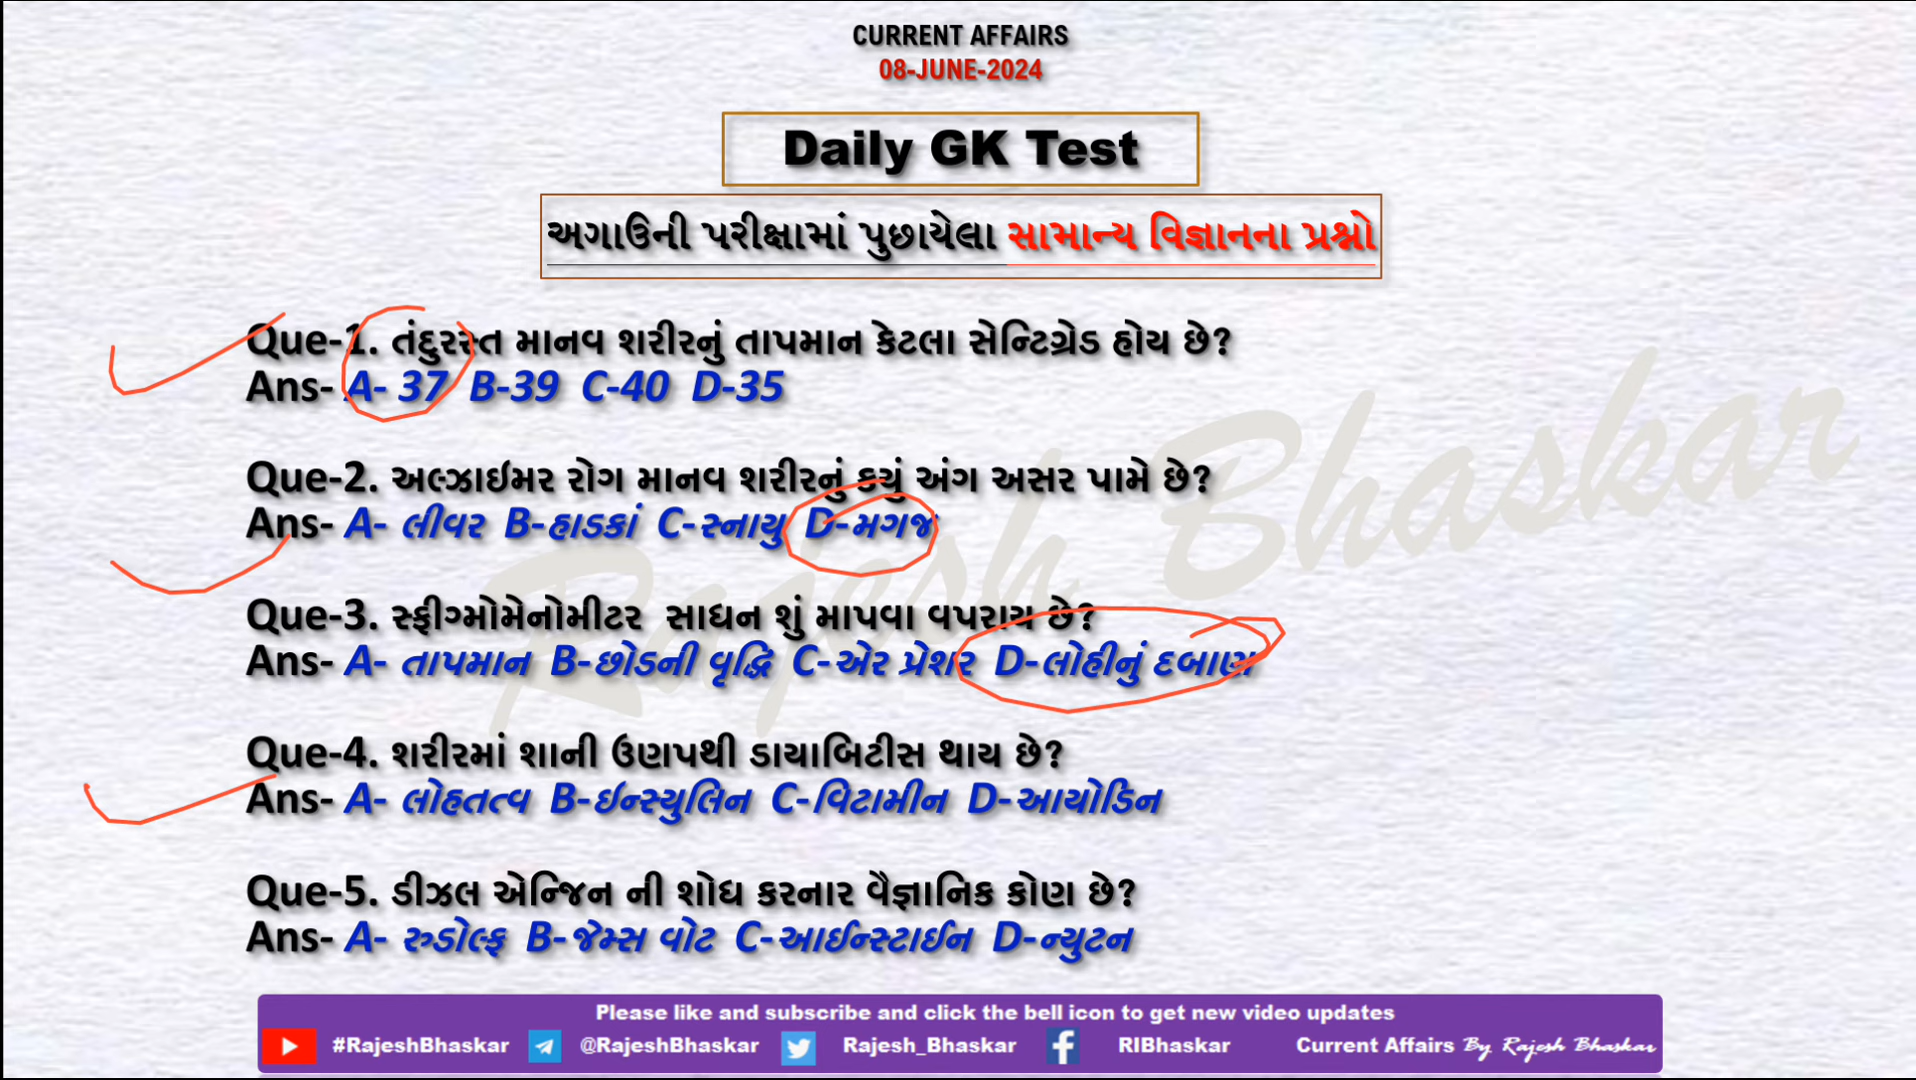 CURRENT AFFAIRS
08-JUNE-2024
Daily GK Test
અગાઉની પરીક્ષામાં પુછાયેલા સામાન્ય વિજ્ઞાનના પ્રશ્નો
Que-1. તંદુરસ્ત માનવ શરીરનું તાપમાન કેટલા સેન્ટિગ્રેડ હોય છે?
Ans- A- 37 B-39 C-40 D-35
Que-2. અલ્ઝાઈમર રોગ માનવ શરીરનું કયું અંગ અસર પામે છે?
Ans- A- લીવર B-હાડકાં C-સ્નાયુ D-મગજ
Que-3. સ્ફીગ્મોમેનોમીટર સાધન શું માપવા વપરાય છે?
Ans- A- તાપમાન B-છોડની વૃદ્ધિ C-એર પ્રેશર D-લોહીનું દબાણ
Que-4. શરીરમાં શાની ઉણપથી ડાયાબિટીસ થાય છે?
Ans- A- લોહતત્વ B-ઇન્સ્યુલિન C-વિટામીન D-આયોડિન
Que-5. ડીઝલ એન્જિન ની શોધ કરનાર વૈજ્ઞાનિક કોણ છે?
Ans- A- રુડોલ્ફ B-જેમ્સ વોટ C-આઈન્સ્ટાઈન D-ન્યુટન
Rajesh Bhaskar
Please like and subscribe and click the bell icon to get new video updates
#RajeshBhaskar @RajeshBhaskar Rajesh_Bhaskar RIBhaskar Current Affairs By Rajesh Bhaskar